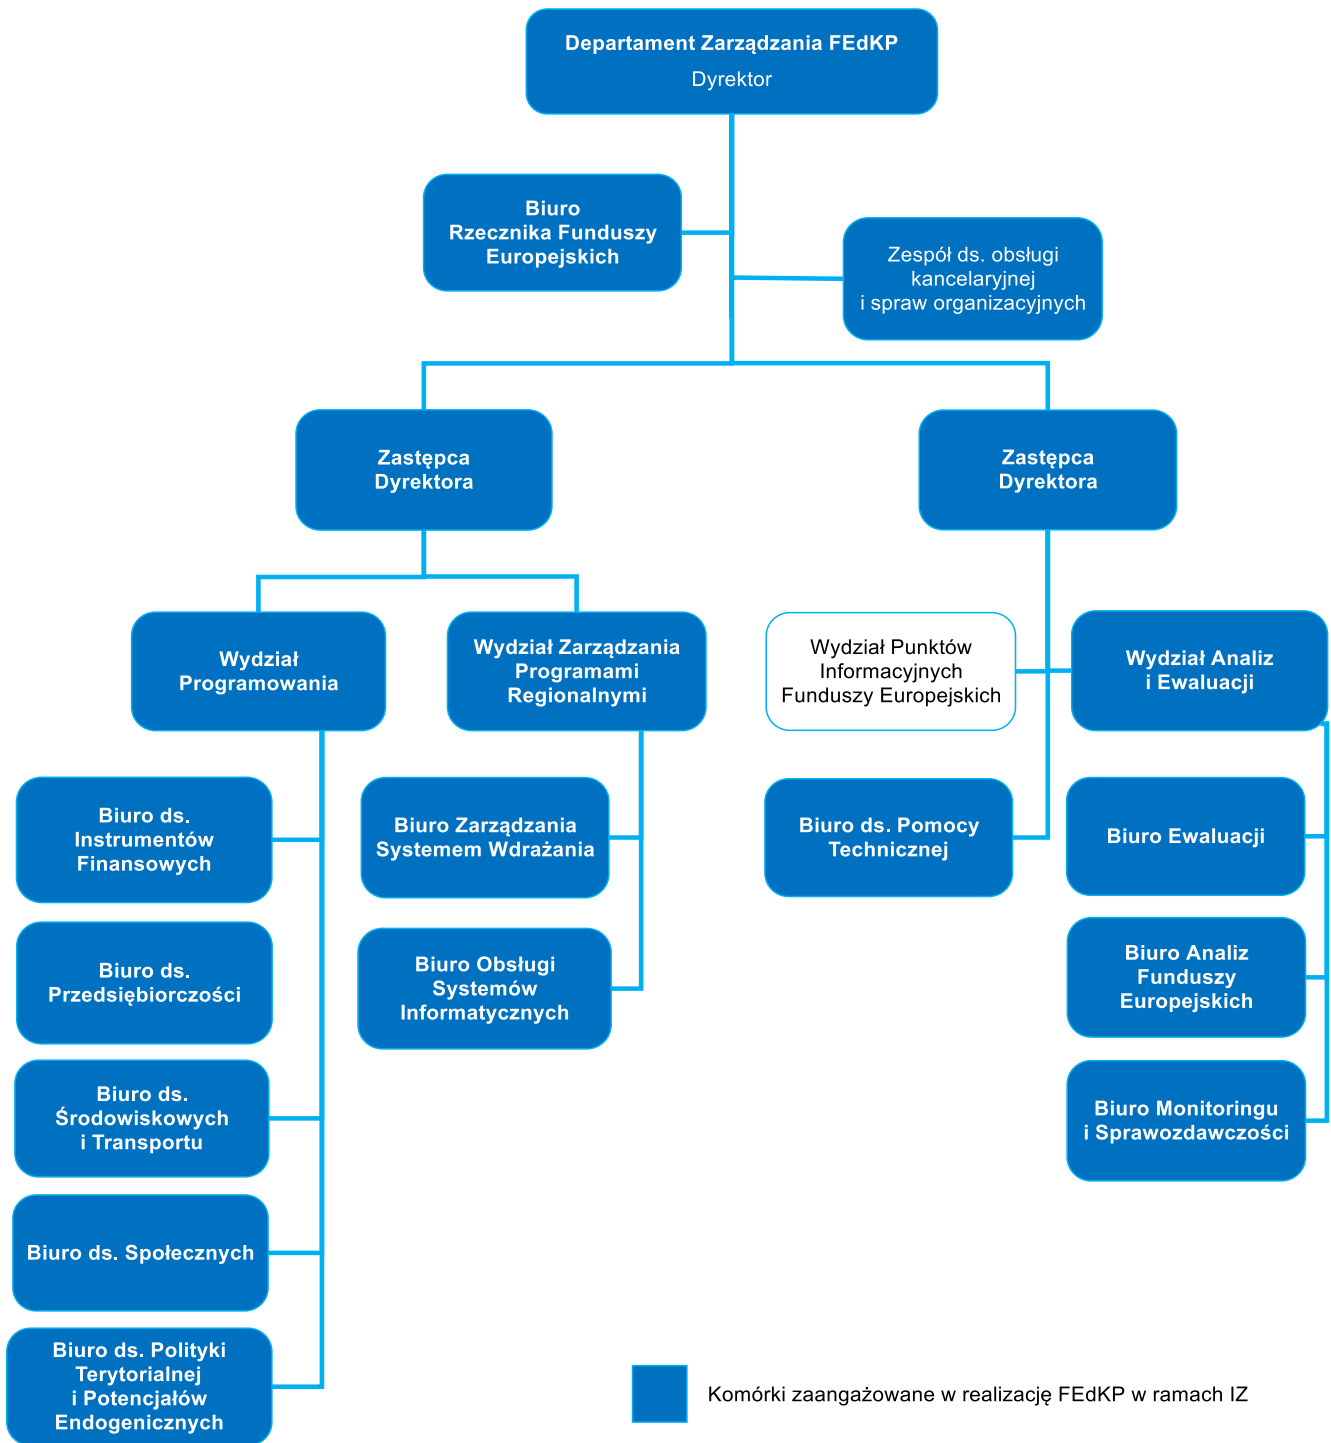 Departament Zarządzania FEdKP
Dyrektor
Biuro
Rzecznika Funduszy
Europejskich
Zespół ds. obsługi
kancelaryjnej
i spraw organizacyjnych
Zastępca
Dyrektora
Zastępca
Dyrektora
Wydział
Programowania
Wydział Zarządzania
Programami
Regionalnymi
Wydział Punktów
Informacyjnych
Funduszy Europejskich
Wydział Analiz
i Ewaluacji
Biuro ds.
Instrumentów
Finansowych
Biuro Zarządzania
Systemem Wdrażania
Biuro ds. Pomocy
Technicznej
Biuro Ewaluacji
Biuro ds.
Przedsiębiorczości
Biuro Obsługi
Systemów
Informatycznych
Biuro Analiz
Funduszy
Europejskich
Biuro ds.
Środowiskowych
i Transportu
Biuro Monitoringu
i Sprawozdawczości
Biuro ds. Społecznych
Biuro ds. Polityki
Terytorialnej
i Potencjałów
Endogenicznych
Komórki zaangażowane w realizację FEdKP w ramach IZ